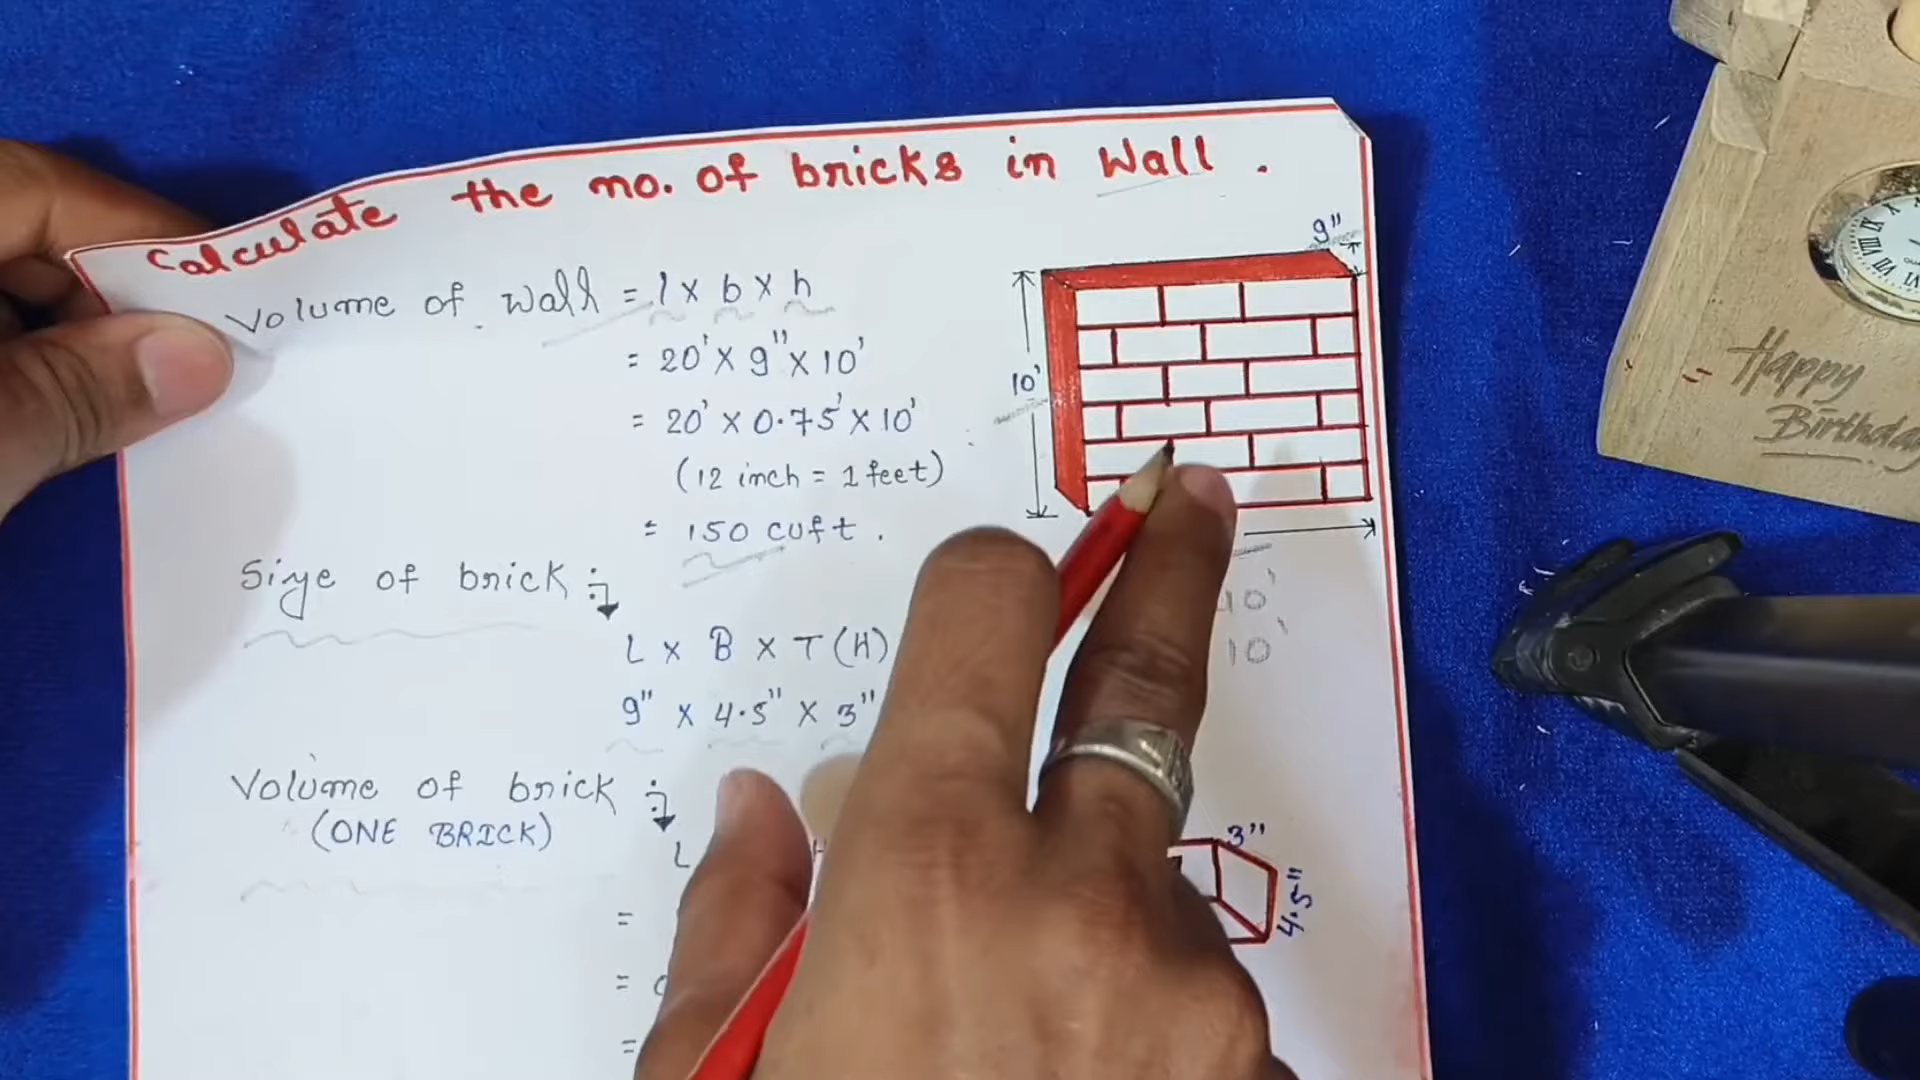 Calculate the no. of bricks in Wall .
9"
Volume of wall = l x b x h
= 20' x 9" x 10'
10'
= 20' x 0.75' x 10'
(12 inch = 1 feet)
= 150 cuft .
Size of brick :-
10'
L x B x T (H)
10'
9" x 4.5" x 3"
Volume of brick :-
(ONE BRICK)
3"
L
4.5"
=
=
=
Happy
Birthday